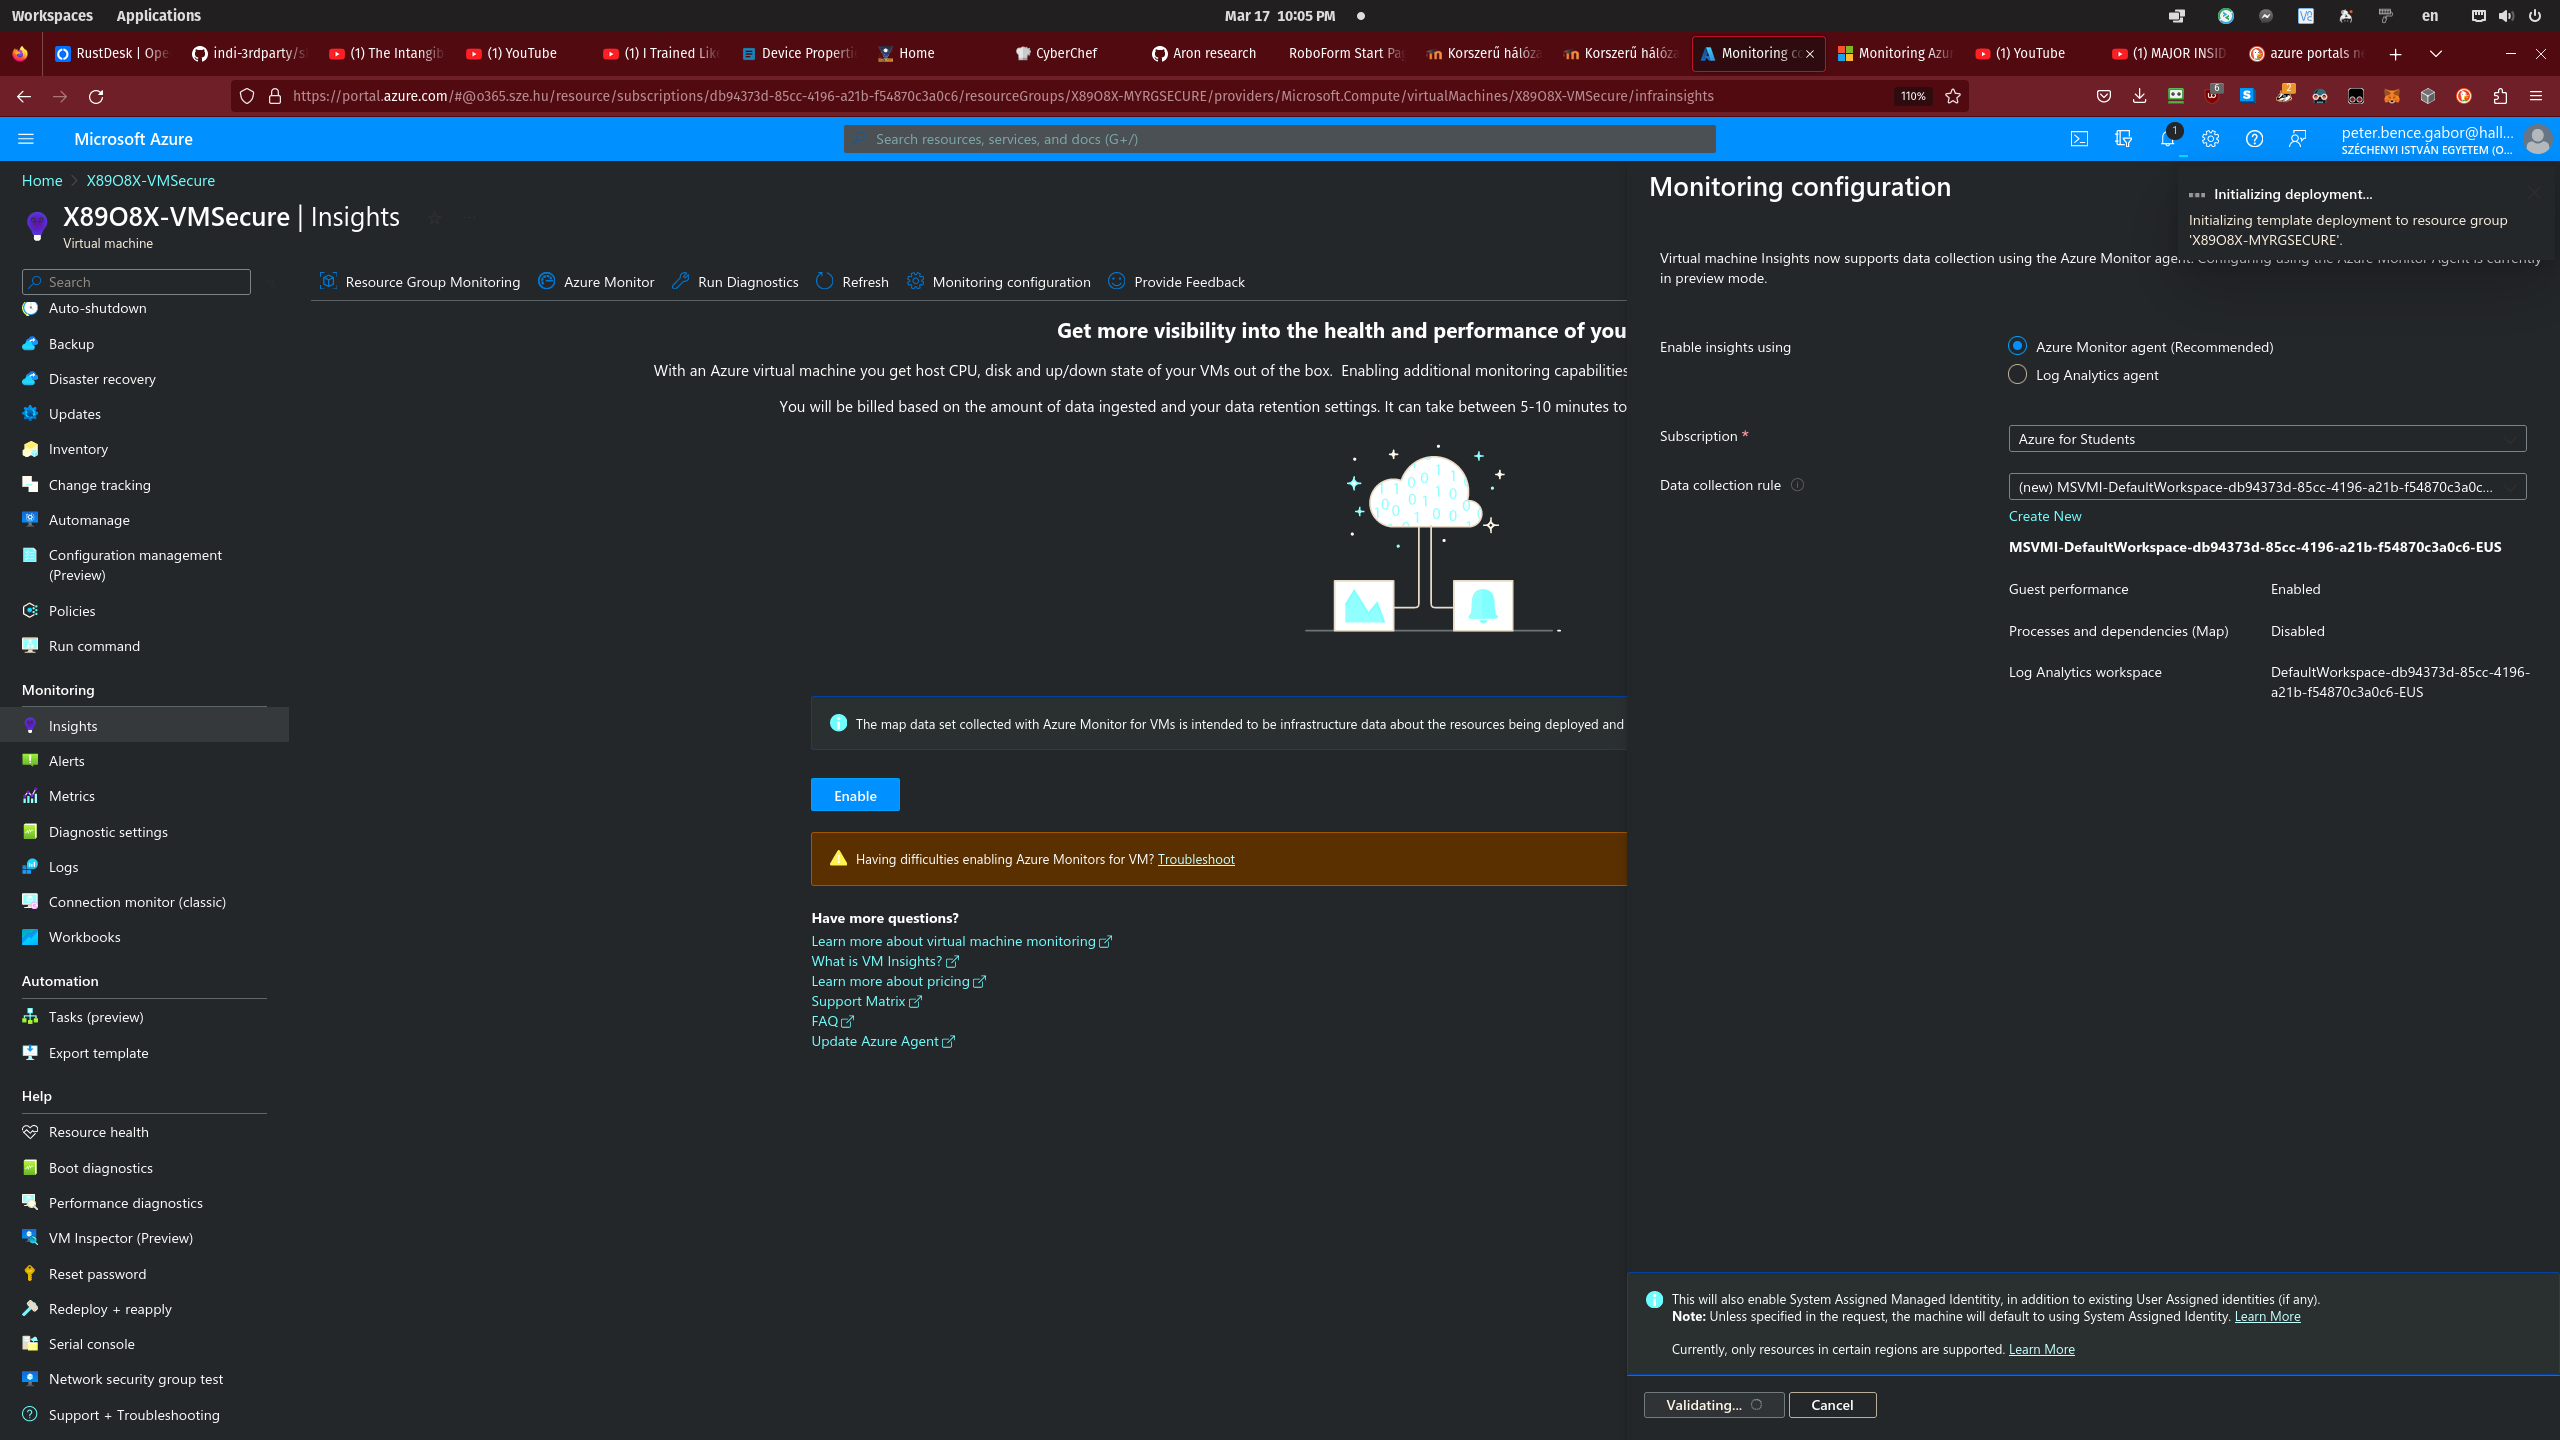 Workspaces Applications Mar 17 10:05 PM en
RustDesk | Ope indi-3rdparty/s (1) The Intangib (1) YouTube (1) I Trained Lik Device Properti Home CyberChef Aron research RoboForm Start Pa Korszerű hálóza Korszerű hálóza Monitoring co Monitoring Azur (1) YouTube (1) MAJOR INSID azure portals n
https://portal.azure.com/#@o365.sze.hu/resource/subscriptions/db94373d-85cc-4196-a21b-f54870c3a0c6/resourceGroups/X89O8X-MYRGSECURE/providers/Microsoft.Compute/virtualMachines/X89O8X-VMSecure/infrainsights 110% 6 2
Microsoft Azure Search resources, services, and docs (G+/) 1 peter.bence.gabor@hall...
SZÉCHENYI ISTVÁN EGYETEM (O...
Home X89O8X-VMSecure
X89O8X-VMSecure | Insights
Virtual machine
Search
Auto-shutdown
Backup
Disaster recovery
Updates
Inventory
Change tracking
Automanage
Configuration management
(Preview)
Policies
Run command
Monitoring
Insights
Alerts
Metrics
Diagnostic settings
Logs
Connection monitor (classic)
Workbooks
Automation
Tasks (preview)
Export template
Help
Resource health
Boot diagnostics
Performance diagnostics
VM Inspector (Preview)
Reset password
Redeploy + reapply
Serial console
Network security group test
Support + Troubleshooting
Resource Group Monitoring Azure Monitor Run Diagnostics Refresh Monitoring configuration Provide Feedback
Get more visibility into the health and performance of you
With an Azure virtual machine you get host CPU, disk and up/down state of your VMs out of the box. Enabling additional monitoring capabilities
You will be billed based on the amount of data ingested and your data retention settings. It can take between 5-10 minutes to
The map data set collected with Azure Monitor for VMs is intended to be infrastructure data about the resources being deployed and
Enable
Having difficulties enabling Azure Monitors for VM? Troubleshoot
Have more questions?
Learn more about virtual machine monitoring
What is VM Insights?
Learn more about pricing
Support Matrix
FAQ
Update Azure Agent
Monitoring configuration
Initializing deployment...
Initializing template deployment to resource group
'X89O8X-MYRGSECURE'.
Virtual machine Insights now supports data collection using the Azure Monitor agent. Configuring using the Azure Monitor Agent is currently
in preview mode.
Enable insights using Azure Monitor agent (Recommended)
Log Analytics agent
Subscription * Azure for Students
Data collection rule (new) MSVMI-DefaultWorkspace-db94373d-85cc-4196-a21b-f54870c3a0c...
Create New
MSVMI-DefaultWorkspace-db94373d-85cc-4196-a21b-f54870c3a0c6-EUS
Guest performance Enabled
Processes and dependencies (Map) Disabled
Log Analytics workspace DefaultWorkspace-db94373d-85cc-4196-
a21b-f54870c3a0c6-EUS
This will also enable System Assigned Managed Identitity, in addition to existing User Assigned identities (if any).
Note: Unless specified in the request, the machine will default to using System Assigned Identity. Learn More
Currently, only resources in certain regions are supported. Learn More
Validating... Cancel